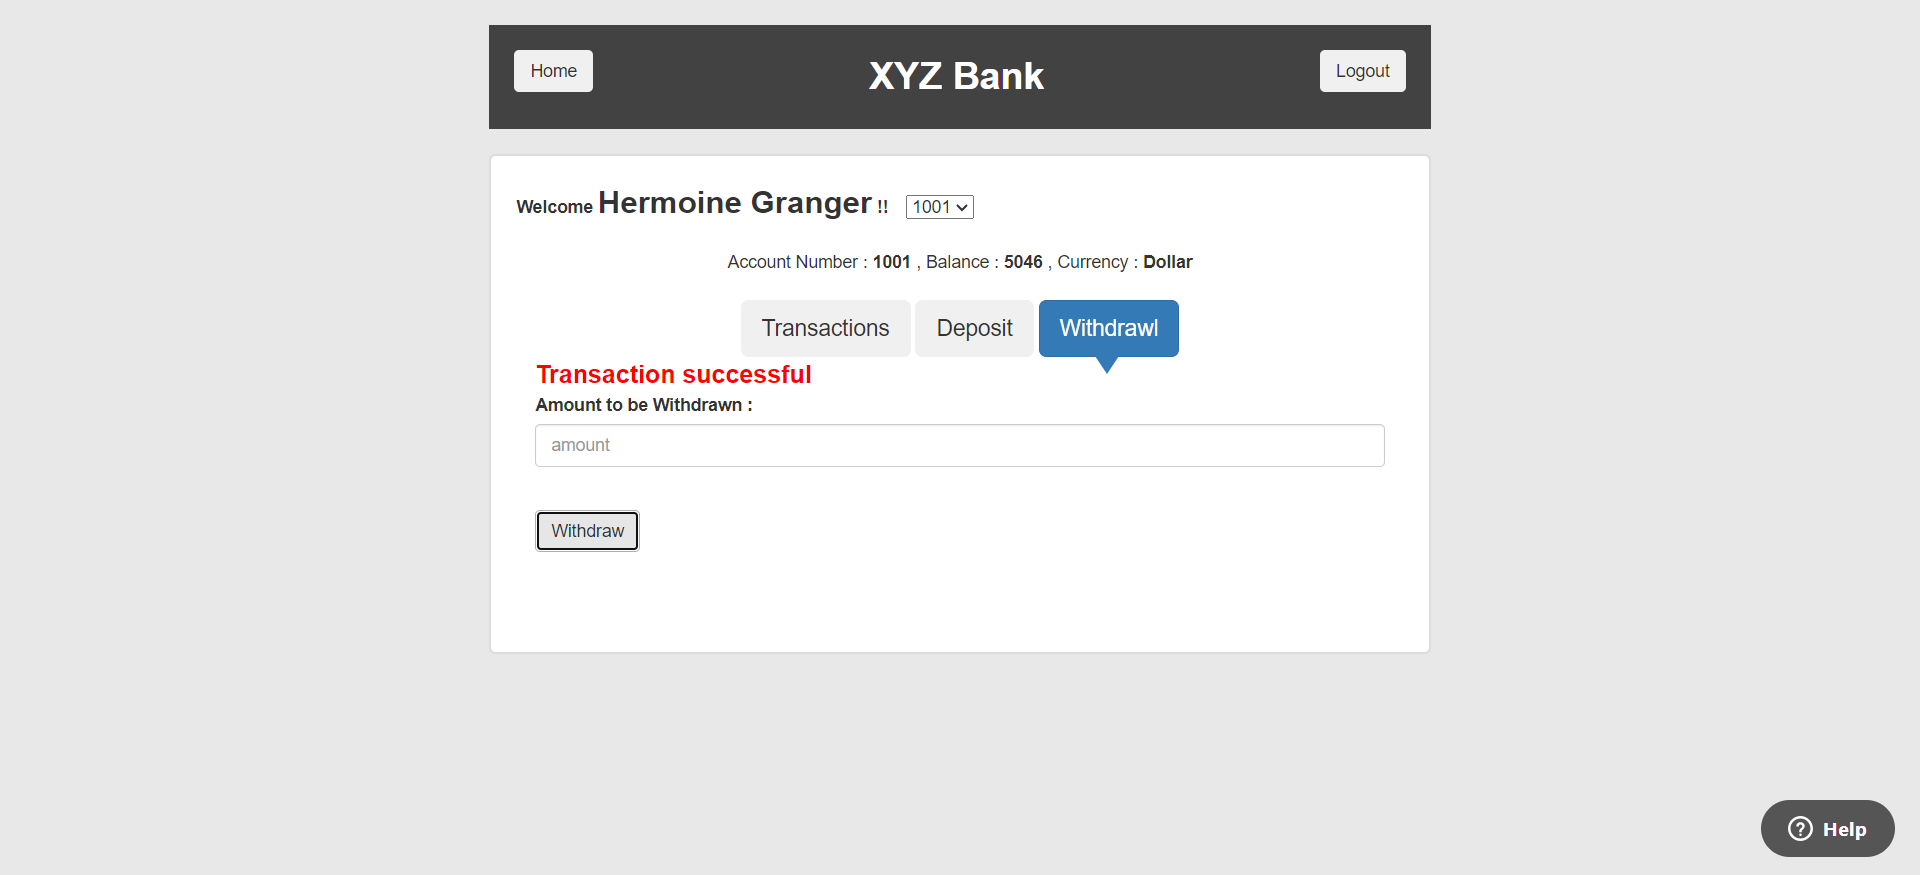 Home
XYZ Bank
Logout
Welcome Hermoine Granger !! 1001
Account Number : 1001 , Balance : 5046 , Currency : Dollar
Transactions
Deposit
Withdrawl
Transaction successful
Amount to be Withdrawn :
amount
Withdraw
? Help